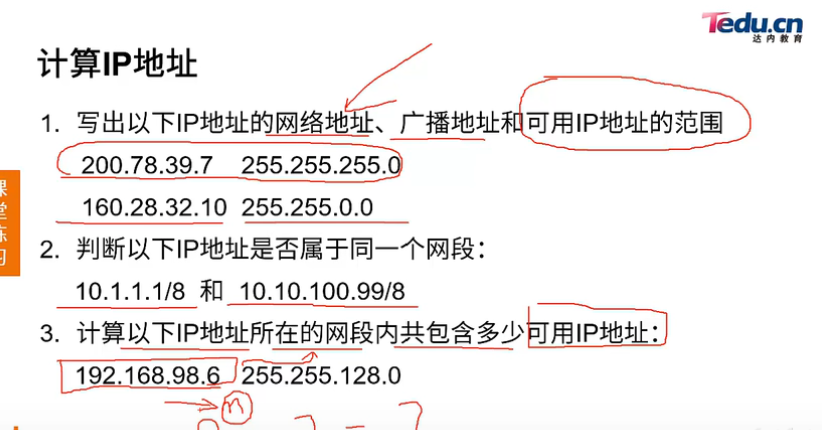 Tedu.cn
达内教育
计算IP地址
1. 写出以下IP地址的网络地址、广播地址和可用IP地址的范围
200.78.39.7 255.255.255.0
160.28.32.10 255.255.0.0
2. 判断以下IP地址是否属于同一个网段：
10.1.1.1/8 和 10.10.100.99/8
3. 计算以下IP地址所在的网段内共包含多少可用IP地址：
192.168.98.6 255.255.128.0
n
课堂练习